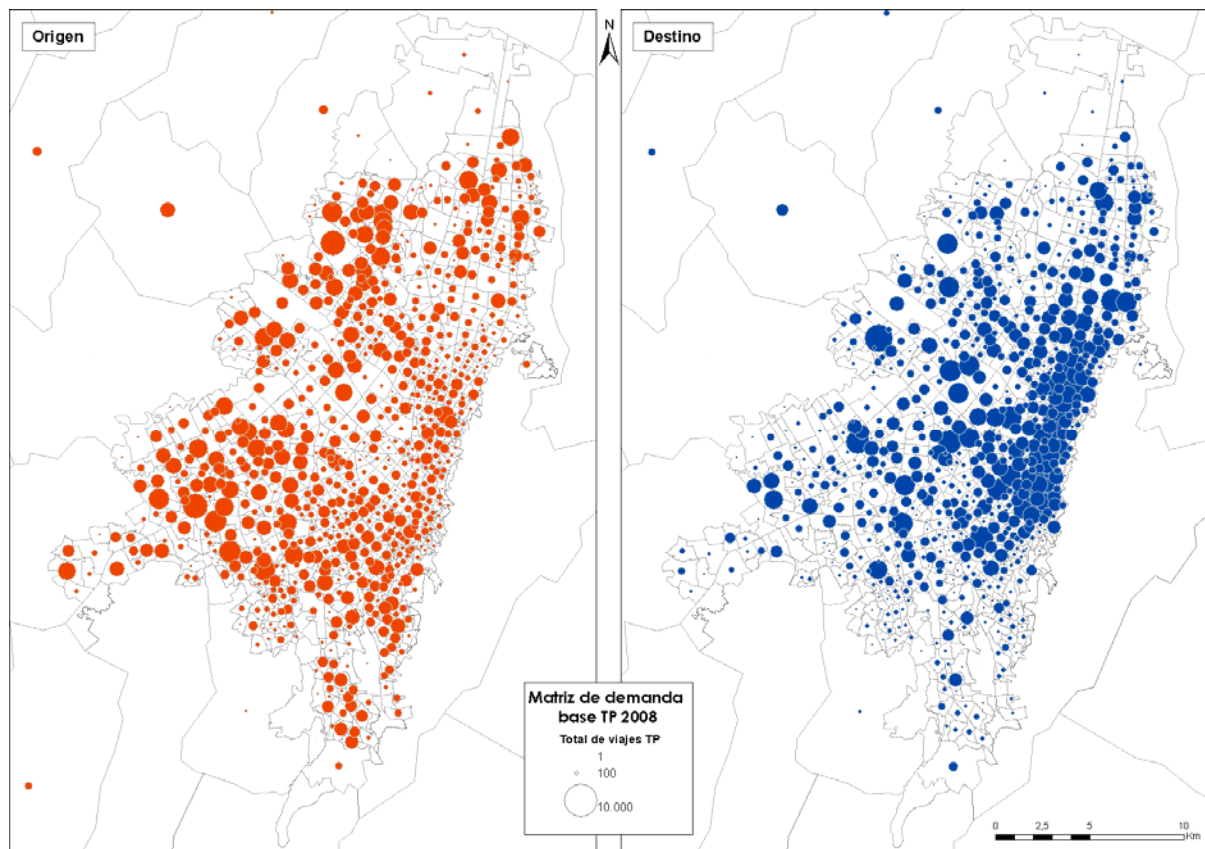 Origen
N
Destino
Matriz de demanda
base TP 2008
Total de viajes TP
1
100
10.000
0 2,5 5 10
Km